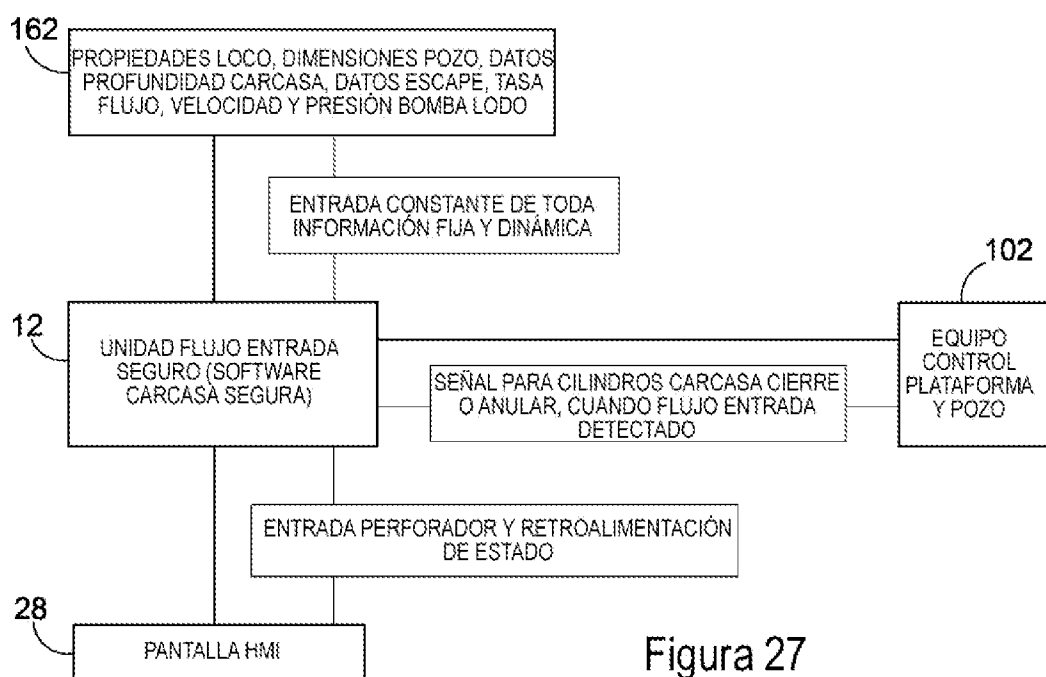 162
PROPIEDADES LOCO, DIMENSIONES POZO, DATOS
PROFUNDIDAD CARCASA, DATOS ESCAPE, TASA
FLUJO, VELOCIDAD Y PRESIÓN BOMBA LODO
ENTRADA CONSTANTE DE TODA
INFORMACIÓN FIJA Y DINÁMICA
102
12
UNIDAD FLUJO ENTRADA
SEGURO (SOFTWARE
CARCASA SEGURA)
EQUIPO
CONTROL
PLATAFORMA
Y POZO
SEÑAL PARA CILINDROS CARCASA CIERRE
O ANULAR, CUANDO FLUJO ENTRADA
DETECTADO
ENTRADA PERFORADOR Y RETROALIMENTACIÓN
DE ESTADO
28
PANTALLA HMI
Figura 27